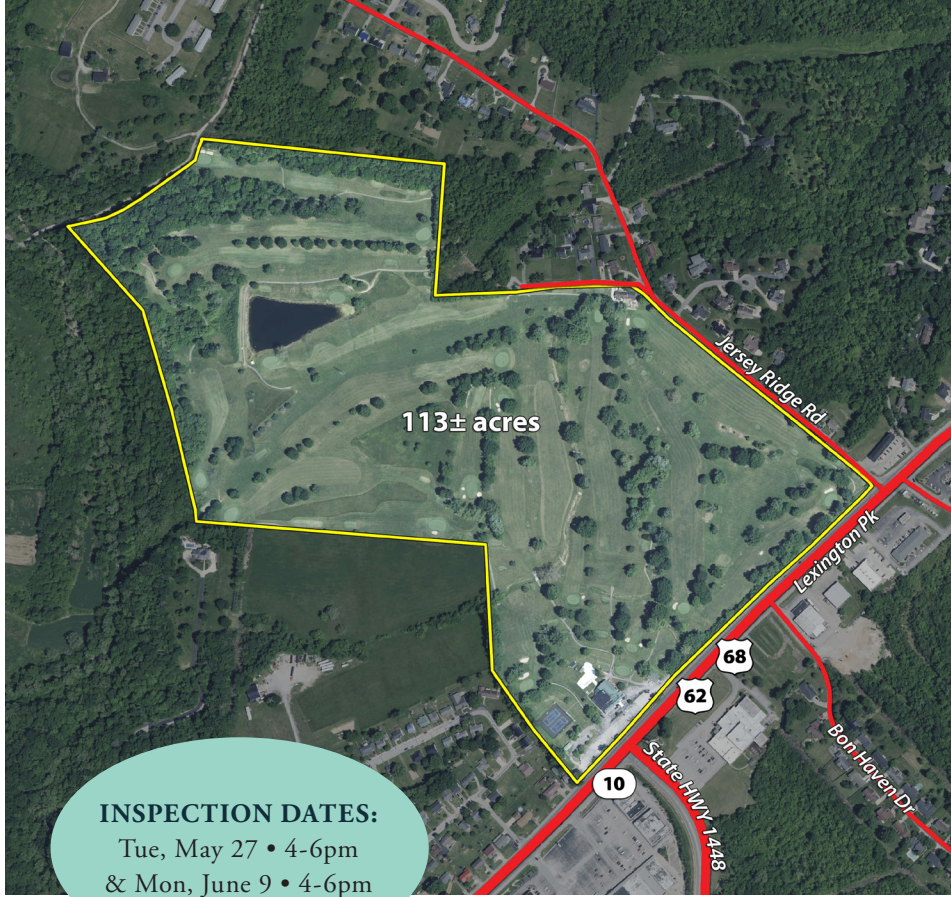 113± acres
Jersey Ridge Rd
Lexington Pk
68
62
10
State HWY 1448
Bon Haven Dr
INSPECTION DATES:
Tue, May 27 • 4-6pm
& Mon, June 9 • 4-6pm